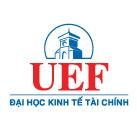 UEF
ĐẠI HỌC KINH TẾ TÀI CHÍNH